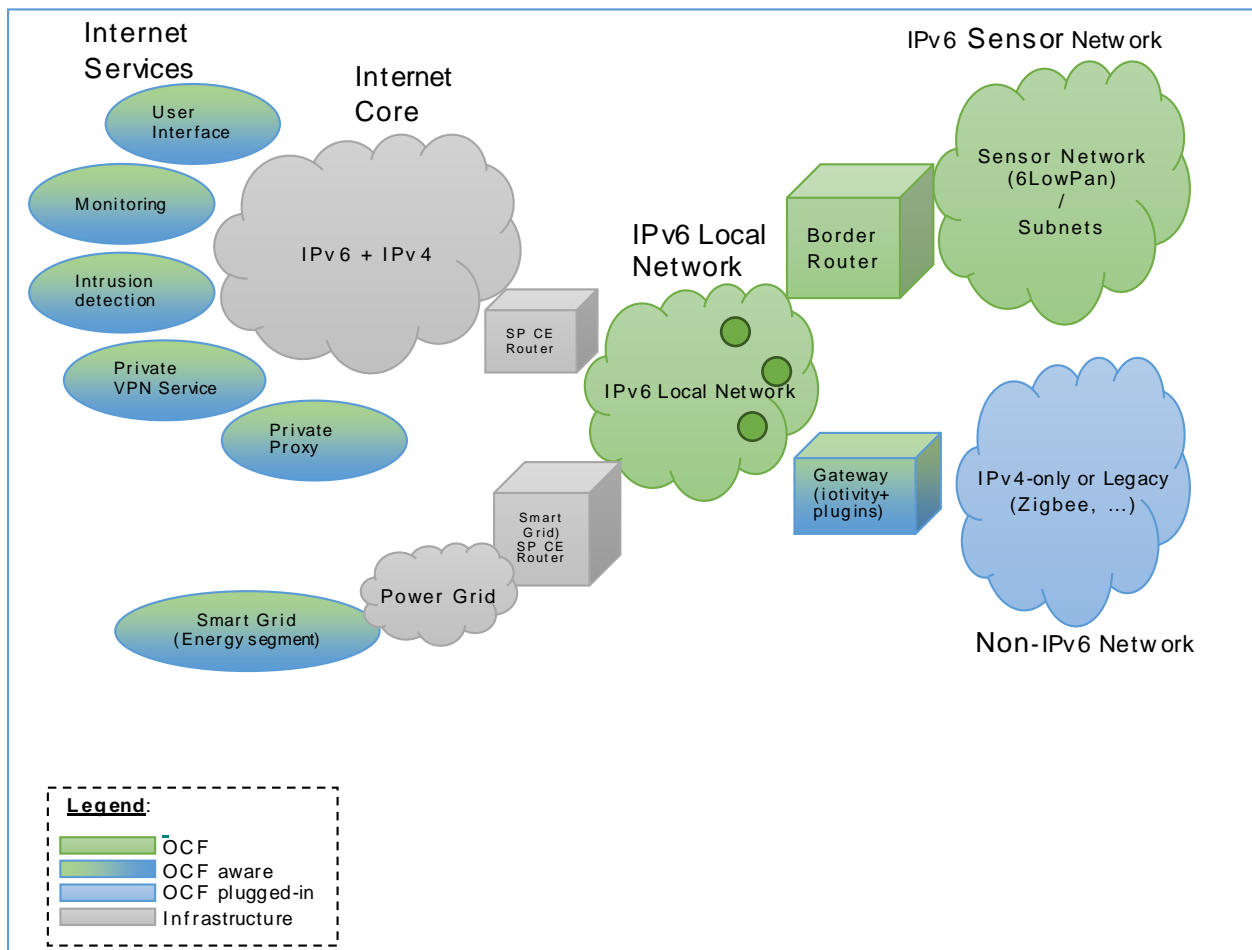 Internet
Services
Internet
Core
IPv6 Sensor Network
User
Interface
Monitoring
Intrusion
detection
Private
VPN Service
Private
Proxy
IPv6 + IPv4
SP CE
Router
IPv6 Local
Network
IPv6 Local Network
Border
Router
Sensor Network
(6LowPan)
/
Subnets
Gateway
(iotivity+
plugins)
IPv4-only or Legacy
(Zigbee, ...)
Non-IPv6 Network
Smart
Grid)
SP CE
Router
Power Grid
Smart Grid
(Energy segment)
Legend:
OCF
OCF aware
OCF plugged-in
Infrastructure